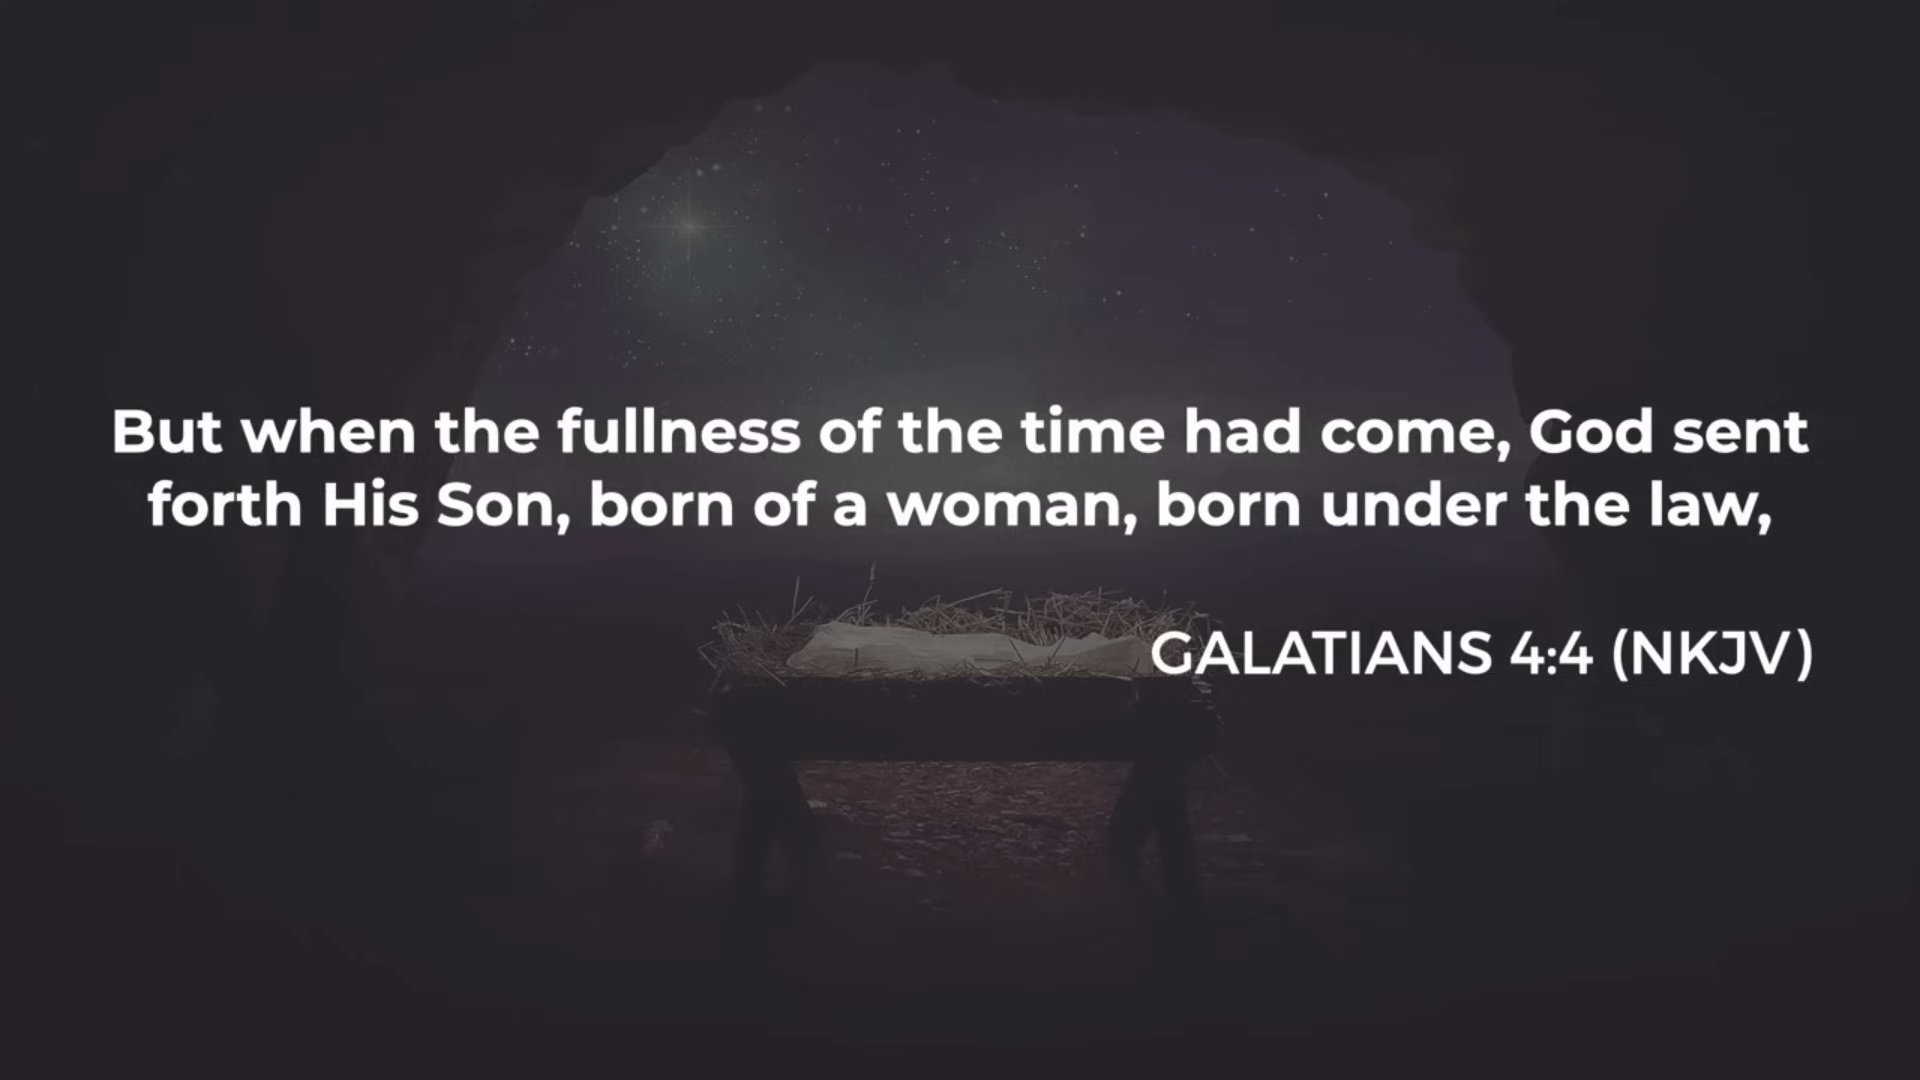 But when the fullness of the time had come, God sent
forth His Son, born of a woman, born under the law,
GALATIANS 4:4 (NKJV)